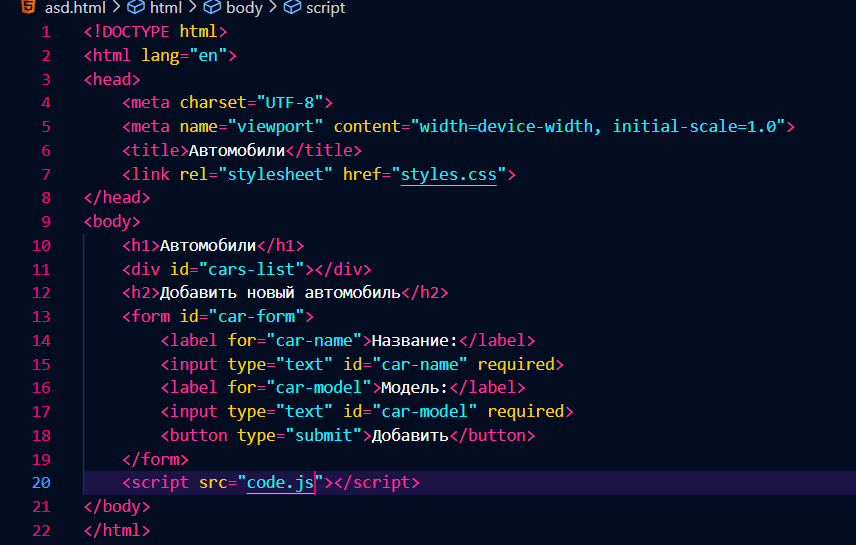 asd.html > html > body > script
1 <!DOCTYPE html>
2 <html lang="en">
3 <head>
4     <meta charset="UTF-8">
5     <meta name="viewport" content="width=device-width, initial-scale=1.0">
6     <title>Автомобили</title>
7     <link rel="stylesheet" href="styles.css">
8 </head>
9 <body>
10     <h1>Автомобили</h1>
11     <div id="cars-list"></div>
12     <h2>Добавить новый автомобиль</h2>
13     <form id="car-form">
14         <label for="car-name">Название:</label>
15         <input type="text" id="car-name" required>
16         <label for="car-model">Модель:</label>
17         <input type="text" id="car-model" required>
18         <button type="submit">Добавить</button>
19     </form>
20     <script src="code.js"></script>
21 </body>
22 </html>